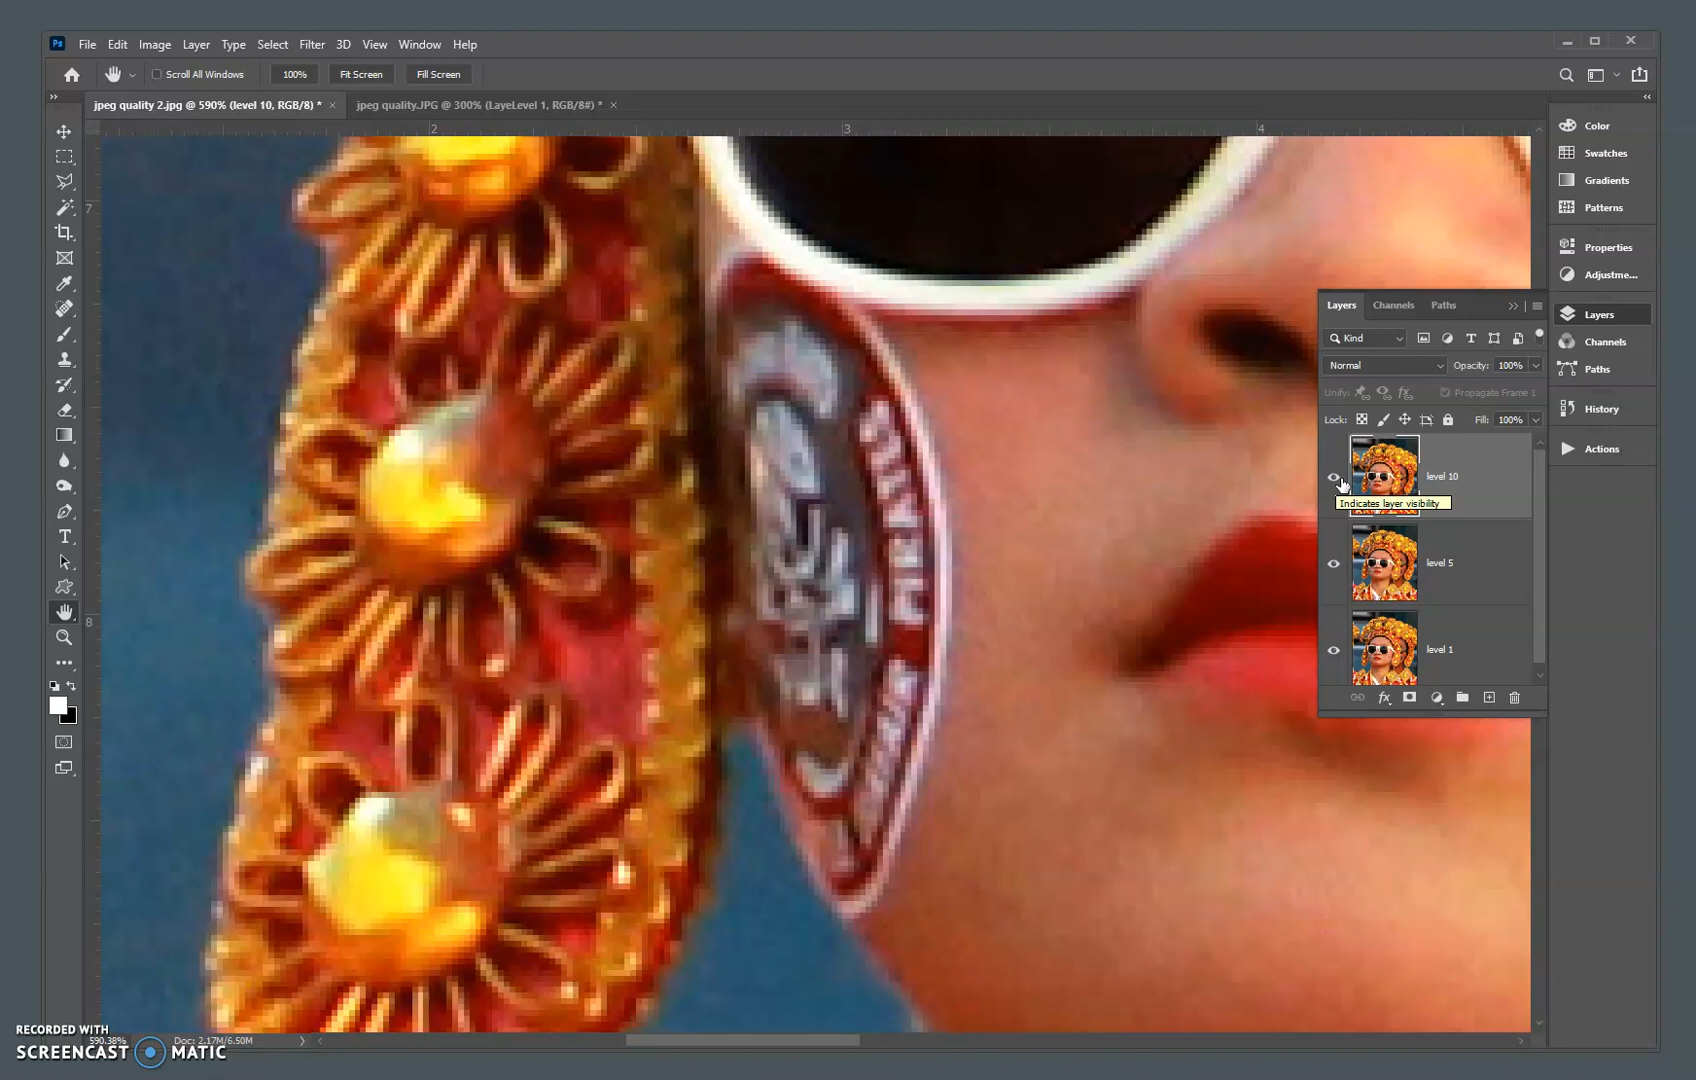 Ps File Edit Image Layer Type Select Filter 3D View Window Help
Scroll All Windows 100% Fit Screen Fill Screen
jpeg quality 2.jpg @ 590% (level 10, RGB/8) * × jpeg quality.JPG @ 300% (LayeLevel 1, RGB/8#) * ×
2 3 4
7
8
Color
Swatches
Gradients
Patterns
Properties
Adjustme...
Layers
Channels
Paths
History
Actions
Layers Channels Paths
Kind
Normal Opacity: 100%
Unify: Propagate Frame 1
Lock: Fill: 100%
level 10
Indicates layer visibility
level 5
level 1
fx
590.38% Doc: 2.17M/6.50M
RECORDED WITH
SCREENCAST MATIC